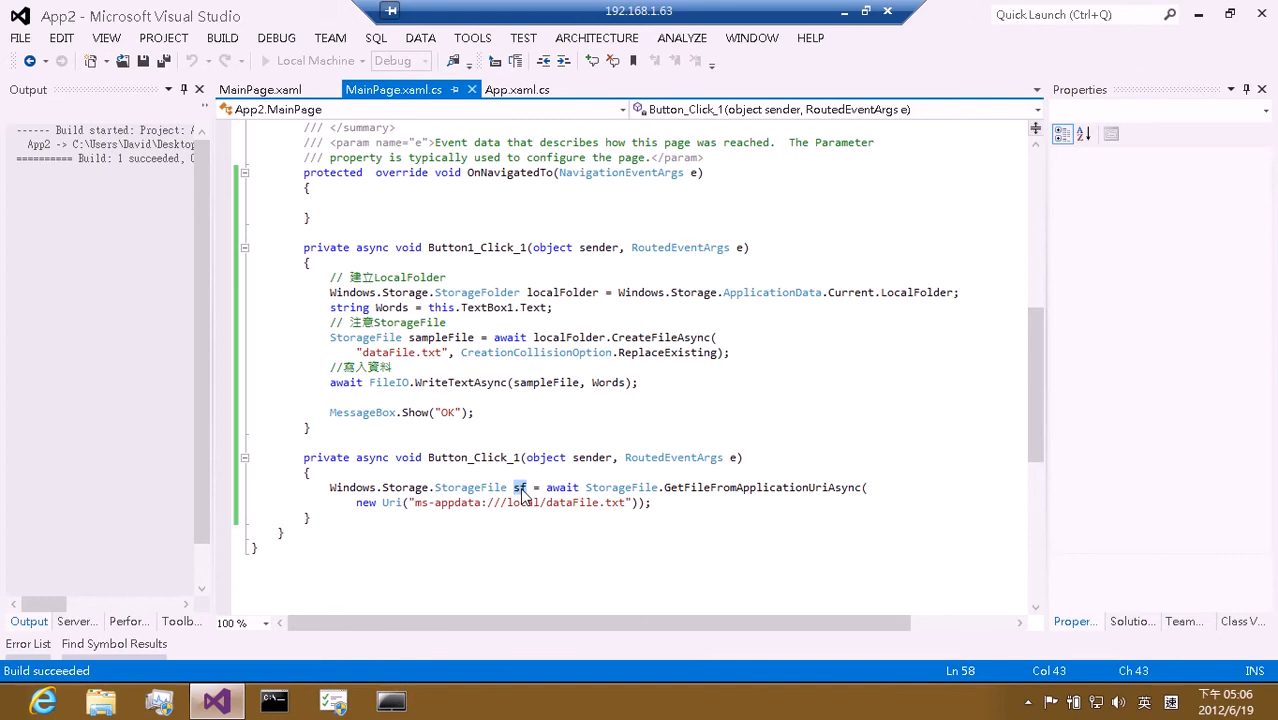 App2 - Microsoft Visual Studio
192.168.1.63
Quick Launch (Ctrl+Q)
FILE EDIT VIEW PROJECT BUILD DEBUG TEAM SQL DATA TOOLS TEST ARCHITECTURE ANALYZE WINDOW HELP
Local Machine Debug
Output
MainPage.xaml MainPage.xaml.cs App.xaml.cs
Properties
App2.MainPage
Button_Click_1(object sender, RoutedEventArgs e)
------ Build started: Project: A
App2 -> C:\Users\David\Desktop
========== Build: 1 succeeded, 0
/// </summary>
/// <param name="e">Event data that describes how this page was reached.  The Parameter
/// property is typically used to configure the page.</param>
protected  override void OnNavigatedTo(NavigationEventArgs e)
{
}
private async void Button1_Click_1(object sender, RoutedEventArgs e)
{
// 建立LocalFolder
Windows.Storage.StorageFolder localFolder = Windows.Storage.ApplicationData.Current.LocalFolder;
string Words = this.TextBox1.Text;
// 注意StorageFile
StorageFile sampleFile = await localFolder.CreateFileAsync(
"dataFile.txt", CreationCollisionOption.ReplaceExisting);
//寫入資料
await FileIO.WriteTextAsync(sampleFile, Words);
MessageBox.Show("OK");
}
private async void Button_Click_1(object sender, RoutedEventArgs e)
{
Windows.Storage.StorageFile sf = await StorageFile.GetFileFromApplicationUriAsync(
new Uri("ms-appdata:///local/dataFile.txt"));
}
}
}
100 %
Output Server... Perfor... Toolb...
Proper... Solutio... Team... Class V...
Error List Find Symbol Results
Build succeeded
Ln 58 Col 43 Ch 43 INS
英 速
下午 05:06
2012/6/19